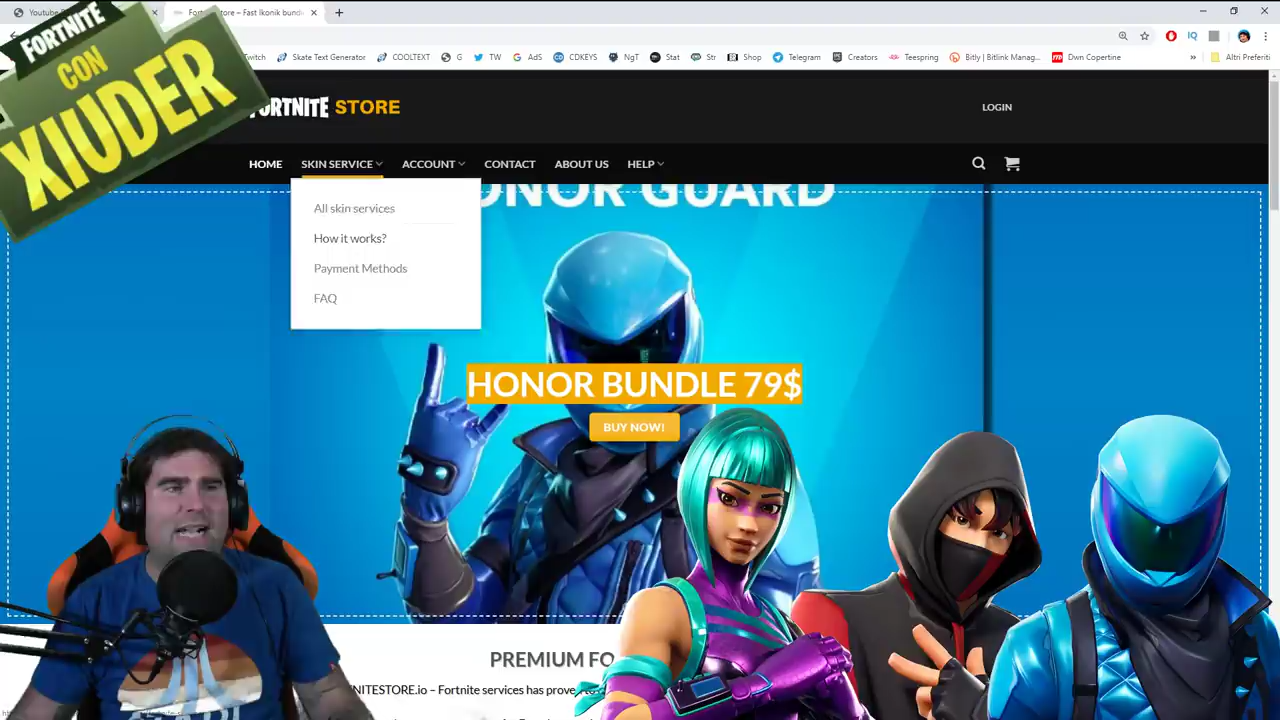 Youtube
Fortnite Store – Fast Ikonik bundl
FORTNITE
CON
XIUDER
Twitch
Skate Text Generator
COOLTEXT
G
TW
AdS
CDKEYS
NgT
Stat
Str
Shop
Telegram
Creators
Teespring
Bitly | Bitlink Manag...
Dwn Copertine
»
Altri Preferiti
IQ
FORTNITE STORE
LOGIN
HOME
SKIN SERVICE
ACCOUNT
CONTACT
ABOUT US
HELP
HONOR GUARD
All skin services
How it works?
Payment Methods
FAQ
HONOR BUNDLE 79$
BUY NOW!
PREMIUM FO
NITESTORE.io – Fortnite services has prove